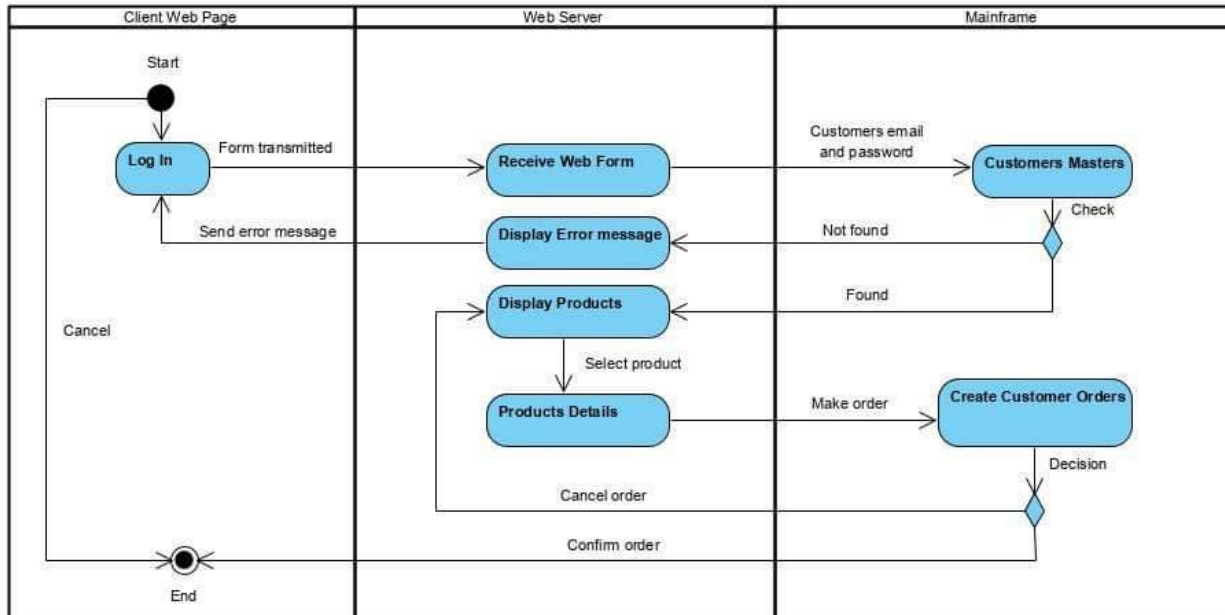 Client Web Page
Web Server
Mainframe
Start
Log In
Form transmitted
Receive Web Form
Customers email
and password
Customers Masters
Check
Send error message
Display Error message
Not found
Display Products
Found
Cancel
Select product
Products Details
Make order
Create Customer Orders
Decision
Cancel order
Confirm order
End